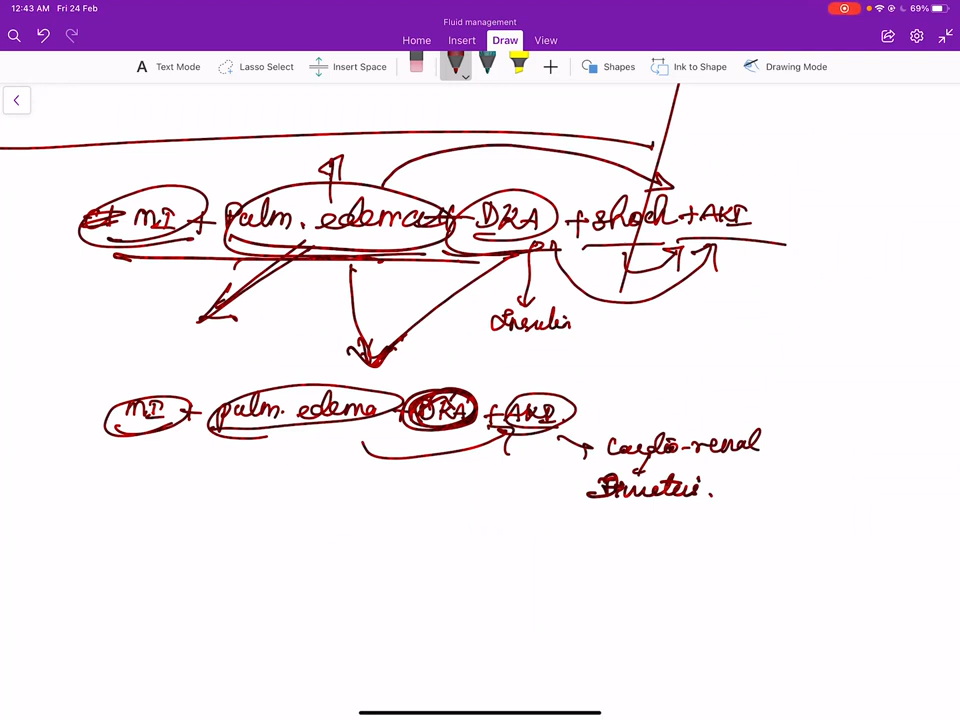 12:43 AM Fri 24 Feb 69%
Fluid management
Home Insert Draw View
Text Mode Lasso Select Insert Space Shapes Ink to Shape Drawing Mode
MI + Pulm. edema + DKA + shock + AKI
Insulin
MI + pulm. edema + DKA + AKI
Cardio-renal